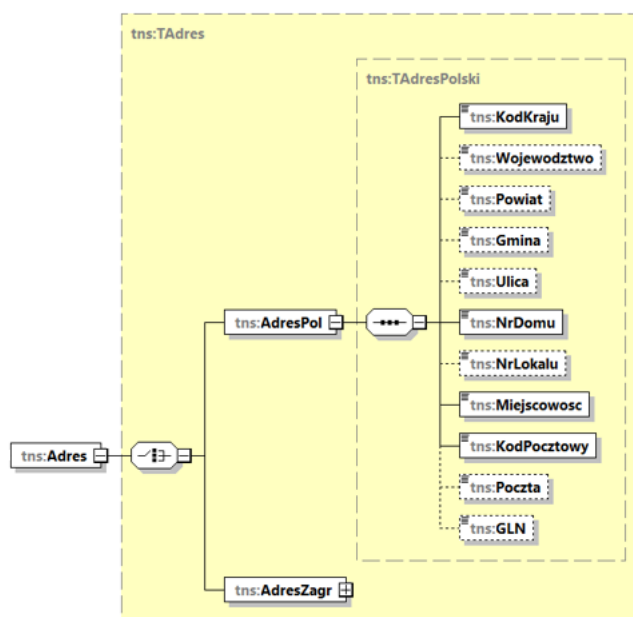 tns:TAdres
tns:TAdresPolski
tns:KodKraju
tns:Wojewodztwo
tns:Powiat
tns:Gmina
tns:Ulica
tns:AdresPol
tns:NrDomu
tns:NrLokalu
tns:Miejscowosc
tns:Adres
tns:KodPocztowy
tns:Poczta
tns:GLN
tns:AdresZagr